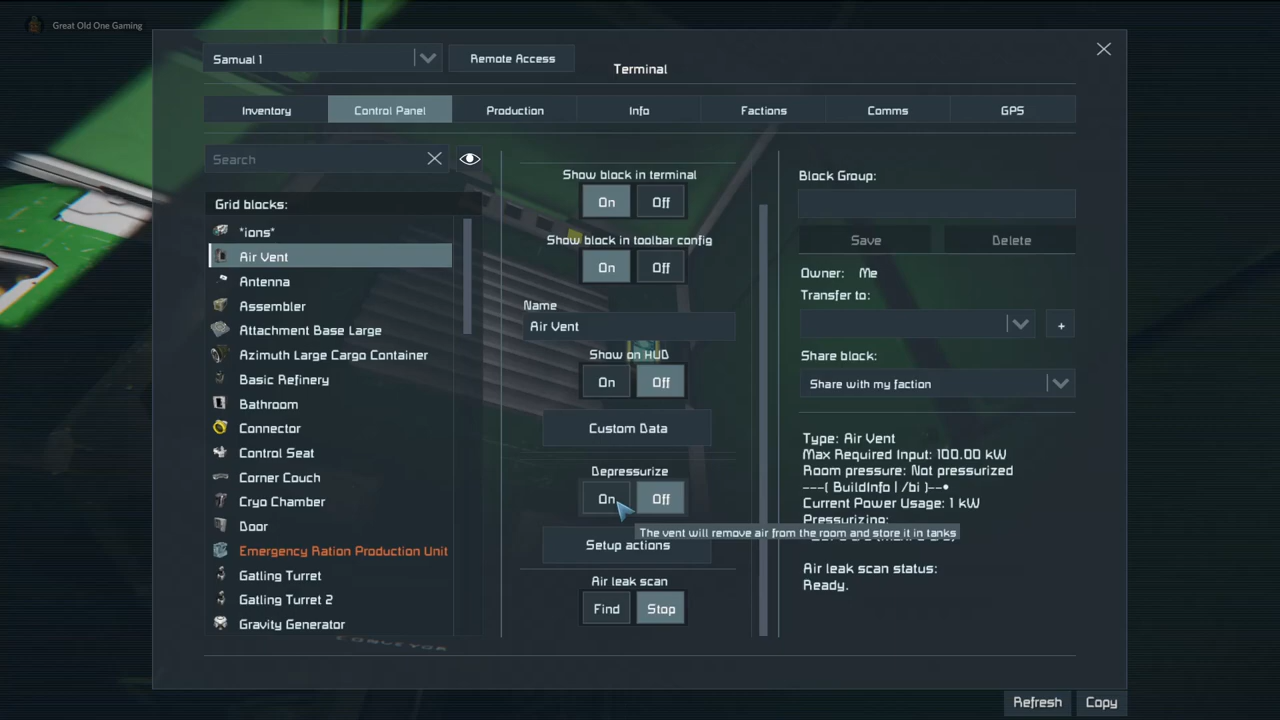 Great Old One Gaming
Samual 1
Remote Access
Terminal
Inventory
Control Panel
Production
Info
Factions
Comms
GPS
Search
Grid blocks:
*ions*
Air Vent
Antenna
Assembler
Attachment Base Large
Azimuth Large Cargo Container
Basic Refinery
Bathroom
Connector
Control Seat
Corner Couch
Cryo Chamber
Door
Emergency Ration Production Unit
Gatling Turret
Gatling Turret 2
Gravity Generator
Show block in terminal
On Off
Show block in toolbar config
On Off
Name
Air Vent
Show on HUD
On Off
Custom Data
Depressurize
On Off
The vent will remove air from the room and store it in tanks
Setup actions
Air leak scan
Find Stop
Block Group:
Save Delete
Owner: Me
Transfer to:
+
Share block:
Share with my faction
Type: Air Vent
Max Required Input: 100.00 kW
Room pressure: Not pressurized
---{ BuildInfo | /bi }--•
Current Power Usage: 1 kW
Pressurizing:
Air leak scan status:
Ready.
CONVEYOR
Refresh Copy